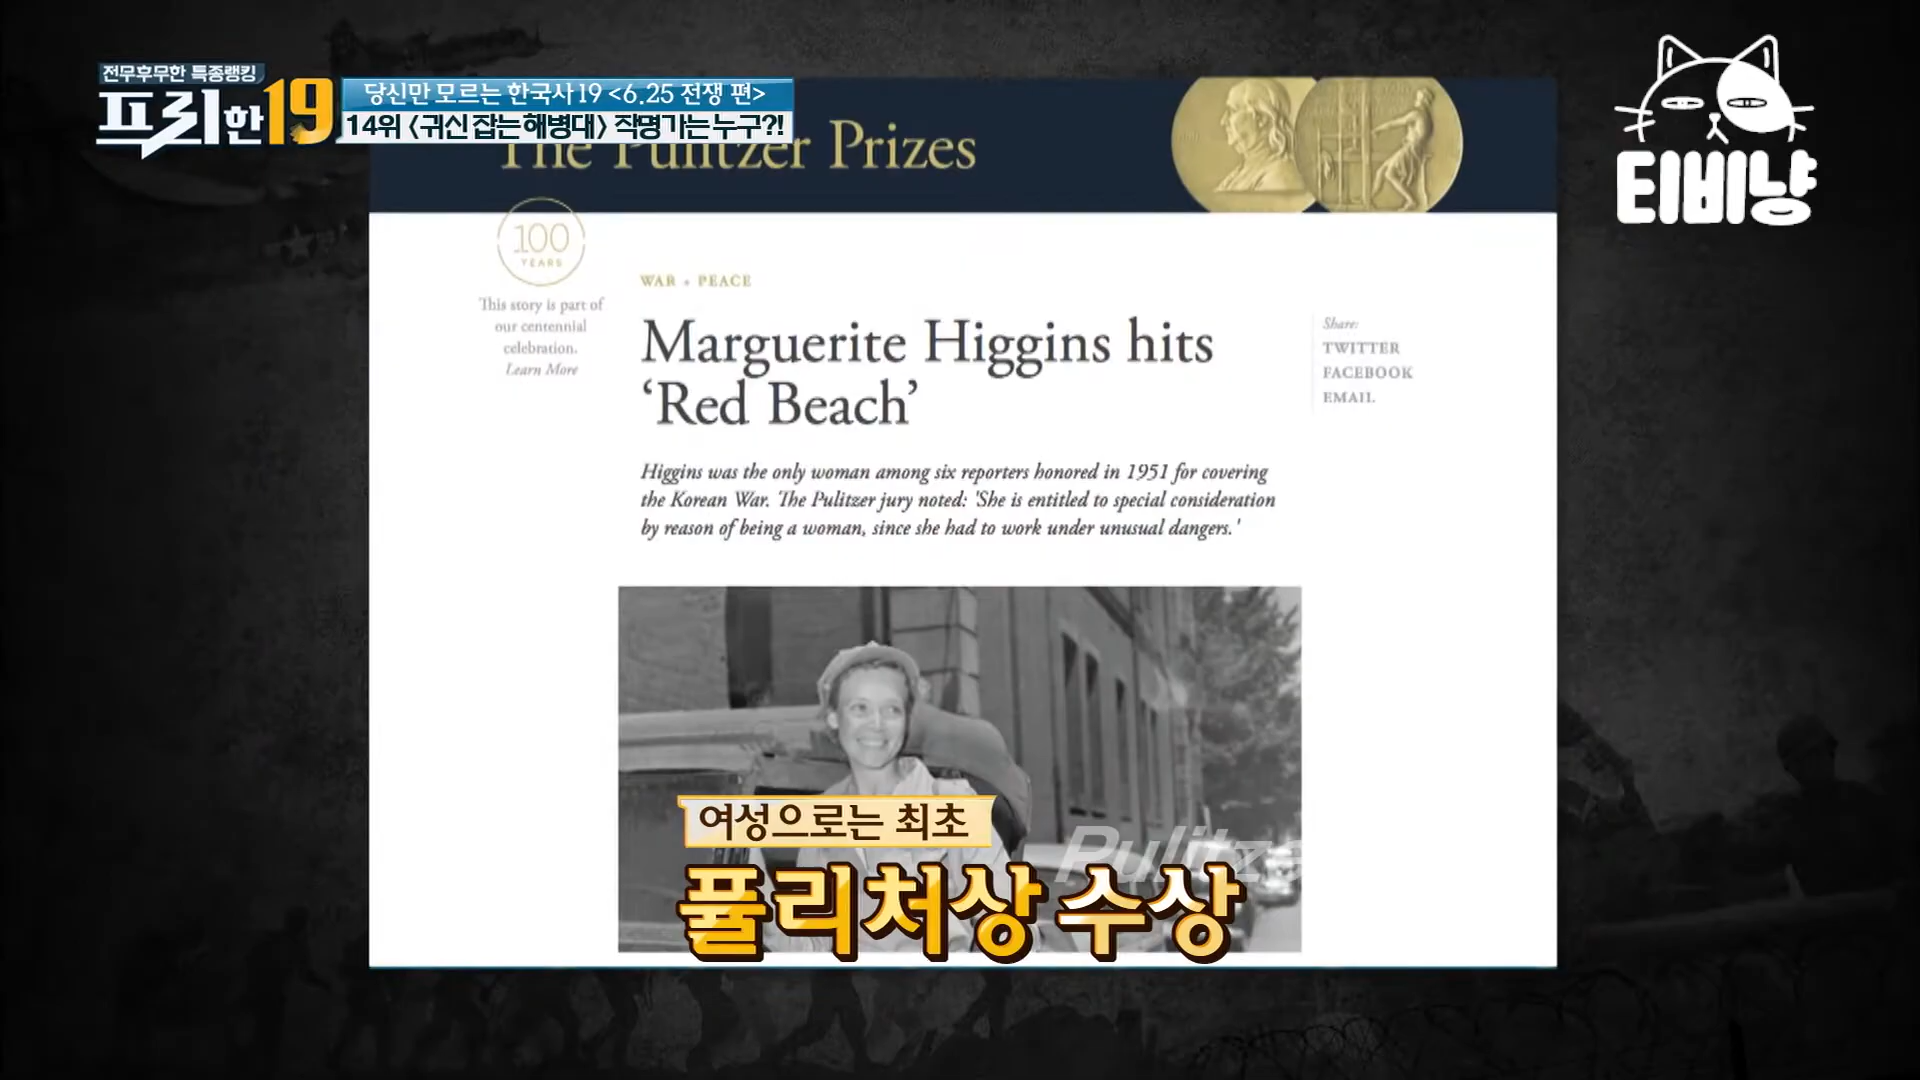 전무후무한 특종랭킹
프리한19
당신만 모르는 한국사19 <6.25 전쟁 편>
14위 <귀신 잡는 해병대> 작명가는 누구?!
티비냥
The Pulitzer Prizes
100
YEARS
This story is part of
our centennial
celebration.
Learn More
WAR + PEACE
Marguerite Higgins hits
‘Red Beach’
Share:
TWITTER
FACEBOOK
EMAIL
Higgins was the only woman among six reporters honored in 1951 for covering
the Korean War. The Pulitzer jury noted: 'She is entitled to special consideration
by reason of being a woman, since she had to work under unusual dangers.'
여성으로는 최초
풀리처상 수상